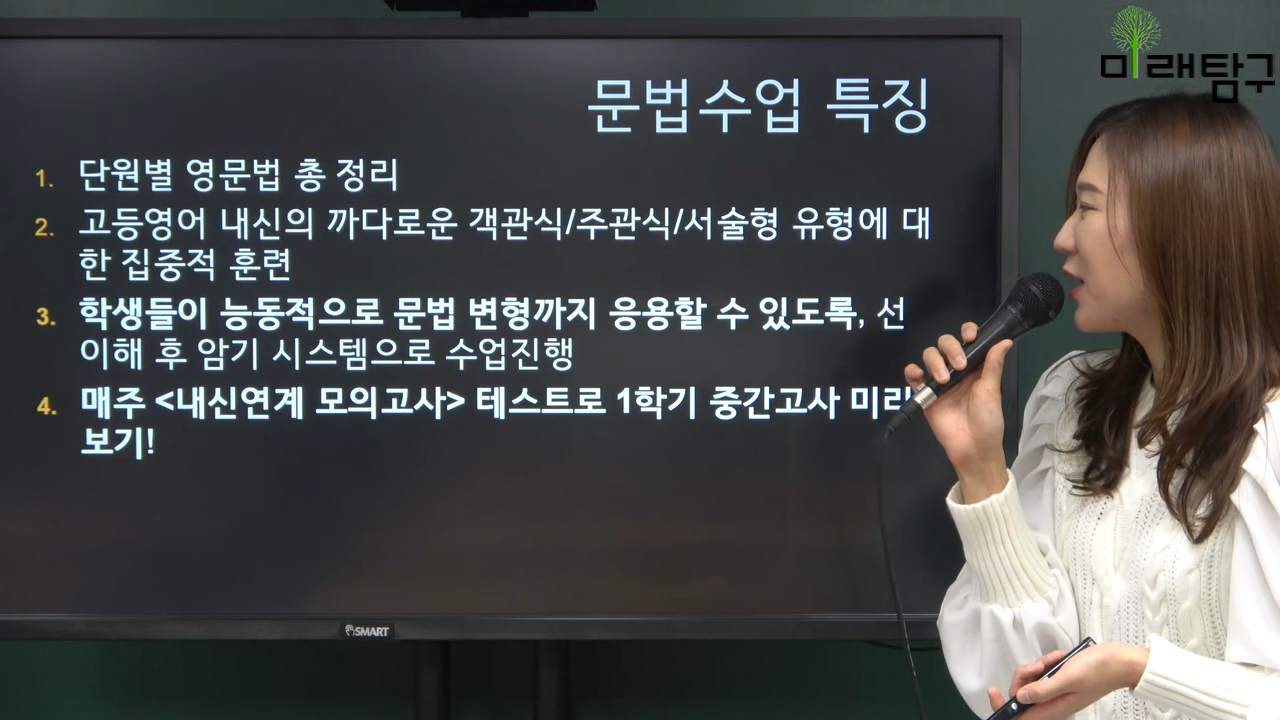 미래탐구
문법수업 특징
1. 단원별 영문법 총 정리
2. 고등영어 내신의 까다로운 객관식/주관식/서술형 유형에 대
한 집중적 훈련
3. 학생들이 능동적으로 문법 변형까지 응용할 수 있도록, 선
이해 후 암기 시스템으로 수업진행
4. 매주 <내신연계 모의고사> 테스트로 1학기 중간고사 미리
보기!
SMART